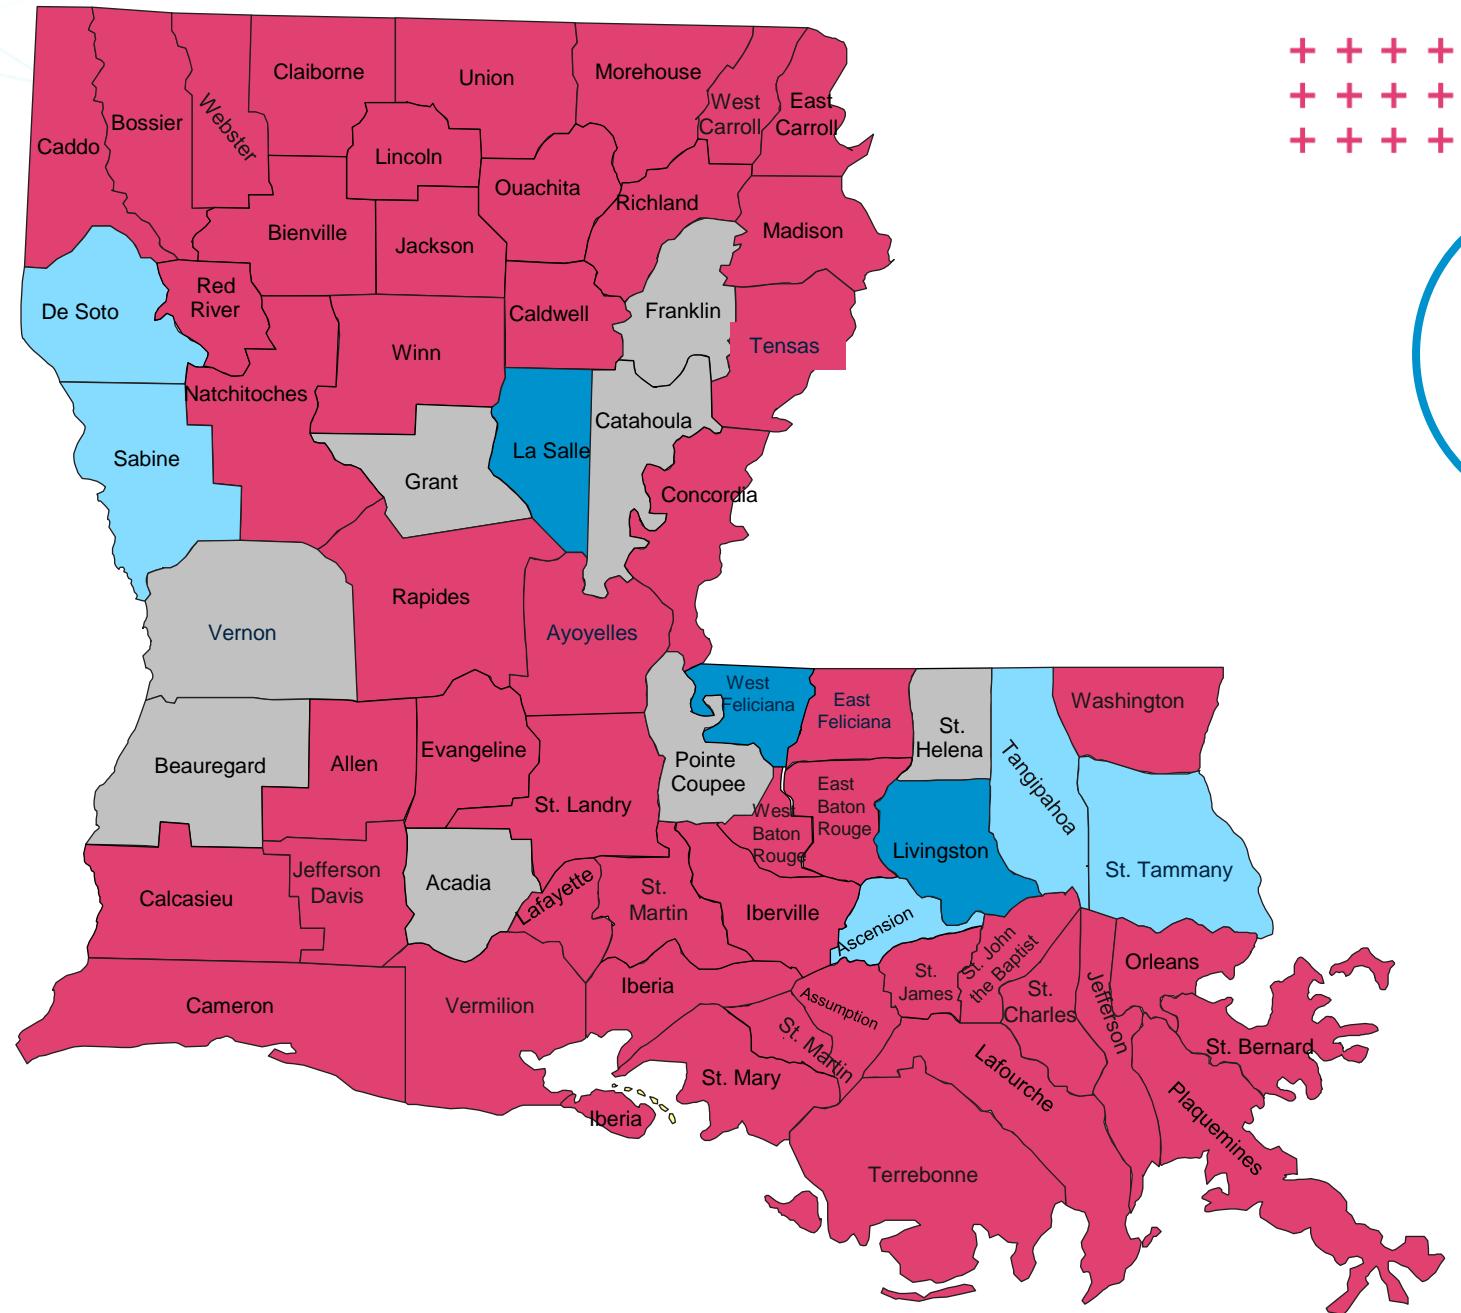 Claiborne
Union
Morehouse
West
Carroll
East
Carroll
Webster
Bossier
Caddo
Lincoln
Ouachita
Richland
Madison
Bienville
Jackson
Red
River
De Soto
Caldwell
Franklin
Tensas
Winn
Natchitoches
Catahoula
La Salle
Sabine
Grant
Concordia
Rapides
Vernon
Ayoyelles
West
Feliciana
East
Feliciana
St.
Helena
Washington
Tangipahoa
Beauregard
Allen
Evangeline
Pointe
Coupee
St. Landry
East
Baton
Rouge
West
Baton
Rouge
Livingston
St. Tammany
Jefferson
Davis
Acadia
Calcasieu
Lafayette
St.
Martin
Iberville
Ascension
St. John
the Baptist
Orleans
St.
James
St.
Charles
Jefferson
Iberia
Assumption
Cameron
Vermilion
St. Martin
St. Bernard
St. Mary
Lafourche
Plaquemines
Iberia
Terrebonne